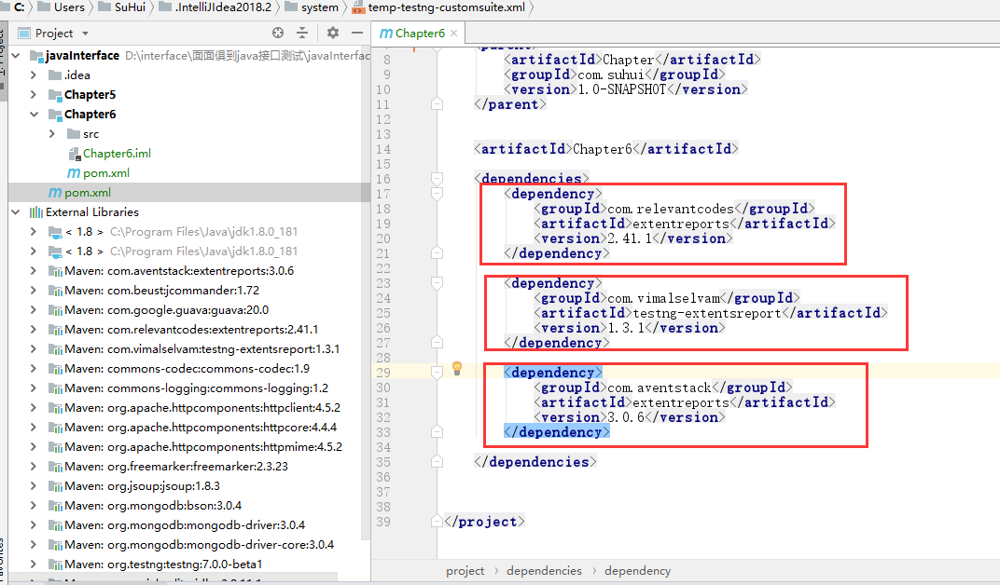 C: Users SuHui .IntelliJIdea2018.2 system temp-testng-customsuite.xml
Project
Chapter6
javaInterface D:\interface\面面俱到java接口测试\javaInterfac
.idea
Chapter5
Chapter6
src
Chapter6.iml
pom.xml
pom.xml
External Libraries
< 1.8 > C:\Program Files\Java\jdk1.8.0_181
< 1.8 > C:\Program Files\Java\jdk1.8.0_181
Maven: com.aventstack:extentreports:3.0.6
Maven: com.beust:jcommander:1.72
Maven: com.google.guava:guava:20.0
Maven: com.relevantcodes:extentreports:2.41.1
Maven: com.vimalselvam:testng-extentsreport:1.3.1
Maven: commons-codec:commons-codec:1.9
Maven: commons-logging:commons-logging:1.2
Maven: org.apache.httpcomponents:httpclient:4.5.2
Maven: org.apache.httpcomponents:httpcore:4.4.4
Maven: org.apache.httpcomponents:httpmime:4.5.2
Maven: org.freemarker:freemarker:2.3.23
Maven: org.jsoup:jsoup:1.8.3
Maven: org.mongodb:bson:3.0.4
Maven: org.mongodb:mongodb-driver:3.0.4
Maven: org.mongodb:mongodb-driver-core:3.0.4
Maven: org.testng:testng:7.0.0-beta1
<parent>
8 <artifactId>Chapter</artifactId>
9 <groupId>com.suhui</groupId>
10 <version>1.0-SNAPSHOT</version>
11 </parent>
12
13
14 <artifactId>Chapter6</artifactId>
15
16 <dependencies>
17 <dependency>
18 <groupId>com.relevantcodes</groupId>
19 <artifactId>extentreports</artifactId>
20 <version>2.41.1</version>
21 </dependency>
22
23 <dependency>
24 <groupId>com.vimalselvam</groupId>
25 <artifactId>testng-extentsreport</artifactId>
26 <version>1.3.1</version>
27 </dependency>
28
29 <dependency>
30 <groupId>com.aventstack</groupId>
31 <artifactId>extentreports</artifactId>
32 <version>3.0.6</version>
33 </dependency>
34
35 </dependencies>
36
37
38
39 </project>
project dependencies dependency